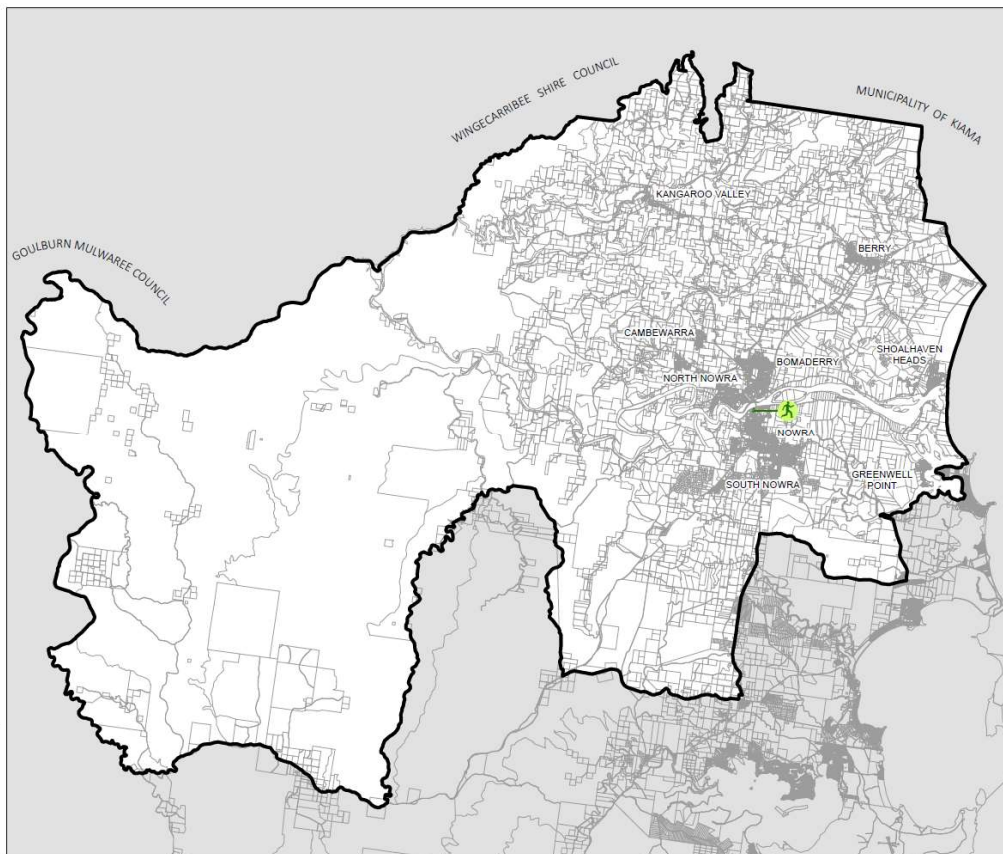 WINGECARRIBEE SHIRE COUNCIL
MUNICIPALITY OF KIAMA
KANGAROO VALLEY
GOULBURN MULWAREE COUNCIL
BERRY
CAMBEWARRA
SHOALHAVEN
HEADS
BOMADERRY
NORTH NOWRA
NOWRA
GREENWELL
POINT
SOUTH NOWRA